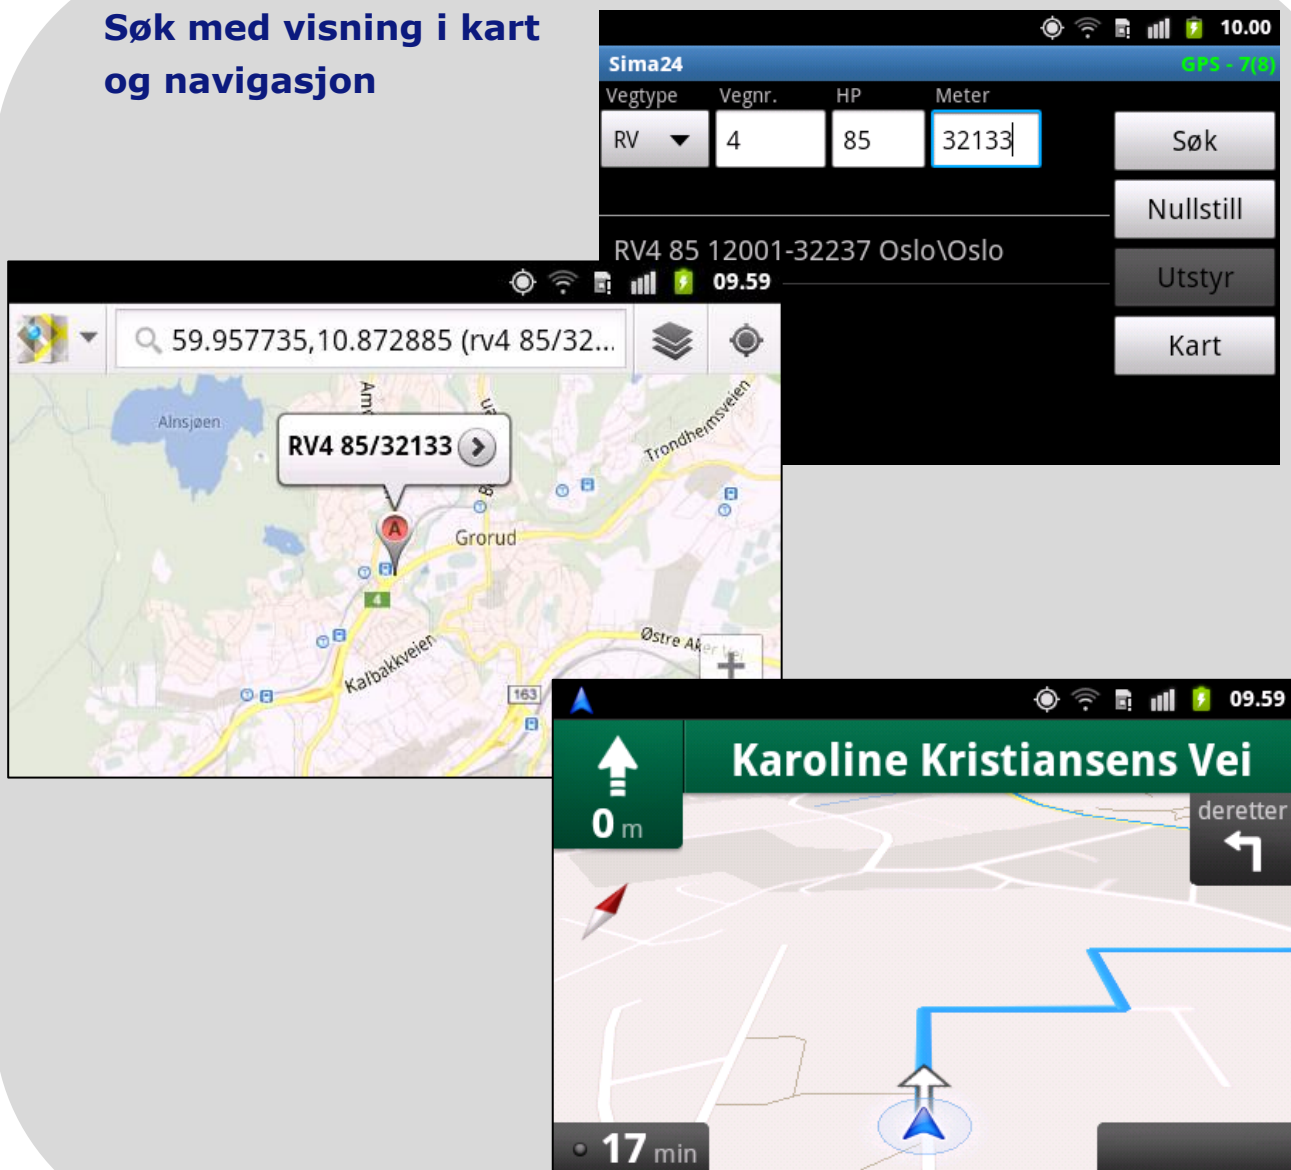 Søk med visning i kart
og navigasjon
10.00
Sima24
GPS - 7(8)
Vegtype Vegnr. HP Meter
RV 4 85 32133
Søk
Nullstill
RV4 85 12001-32237 Oslo\Oslo
Utstyr
Kart
09.59
59.957735,10.872885 (rv4 85/32...
Alnsjøen
Trondheimsveien
RV4 85/32133
A
Grorud
4
Kalbakkveien
Østre Aker Vei
163
09.59
Karoline Kristiansens Vei
0 m
deretter
17 min